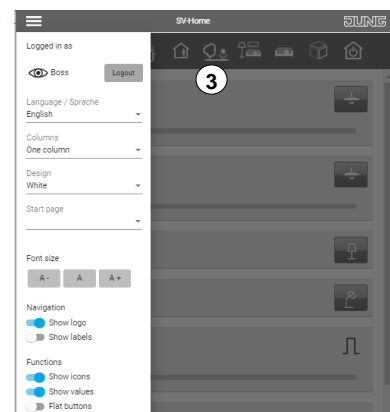 SV-Home
JUNG
Logged in as
Boss
Logout
3
Language / Sprache
English
Columns
One column
Design
White
Start page
Font size
A -
A
A +
Navigation
Show logo
Show labels
Functions
Show icons
Show values
Flat buttons